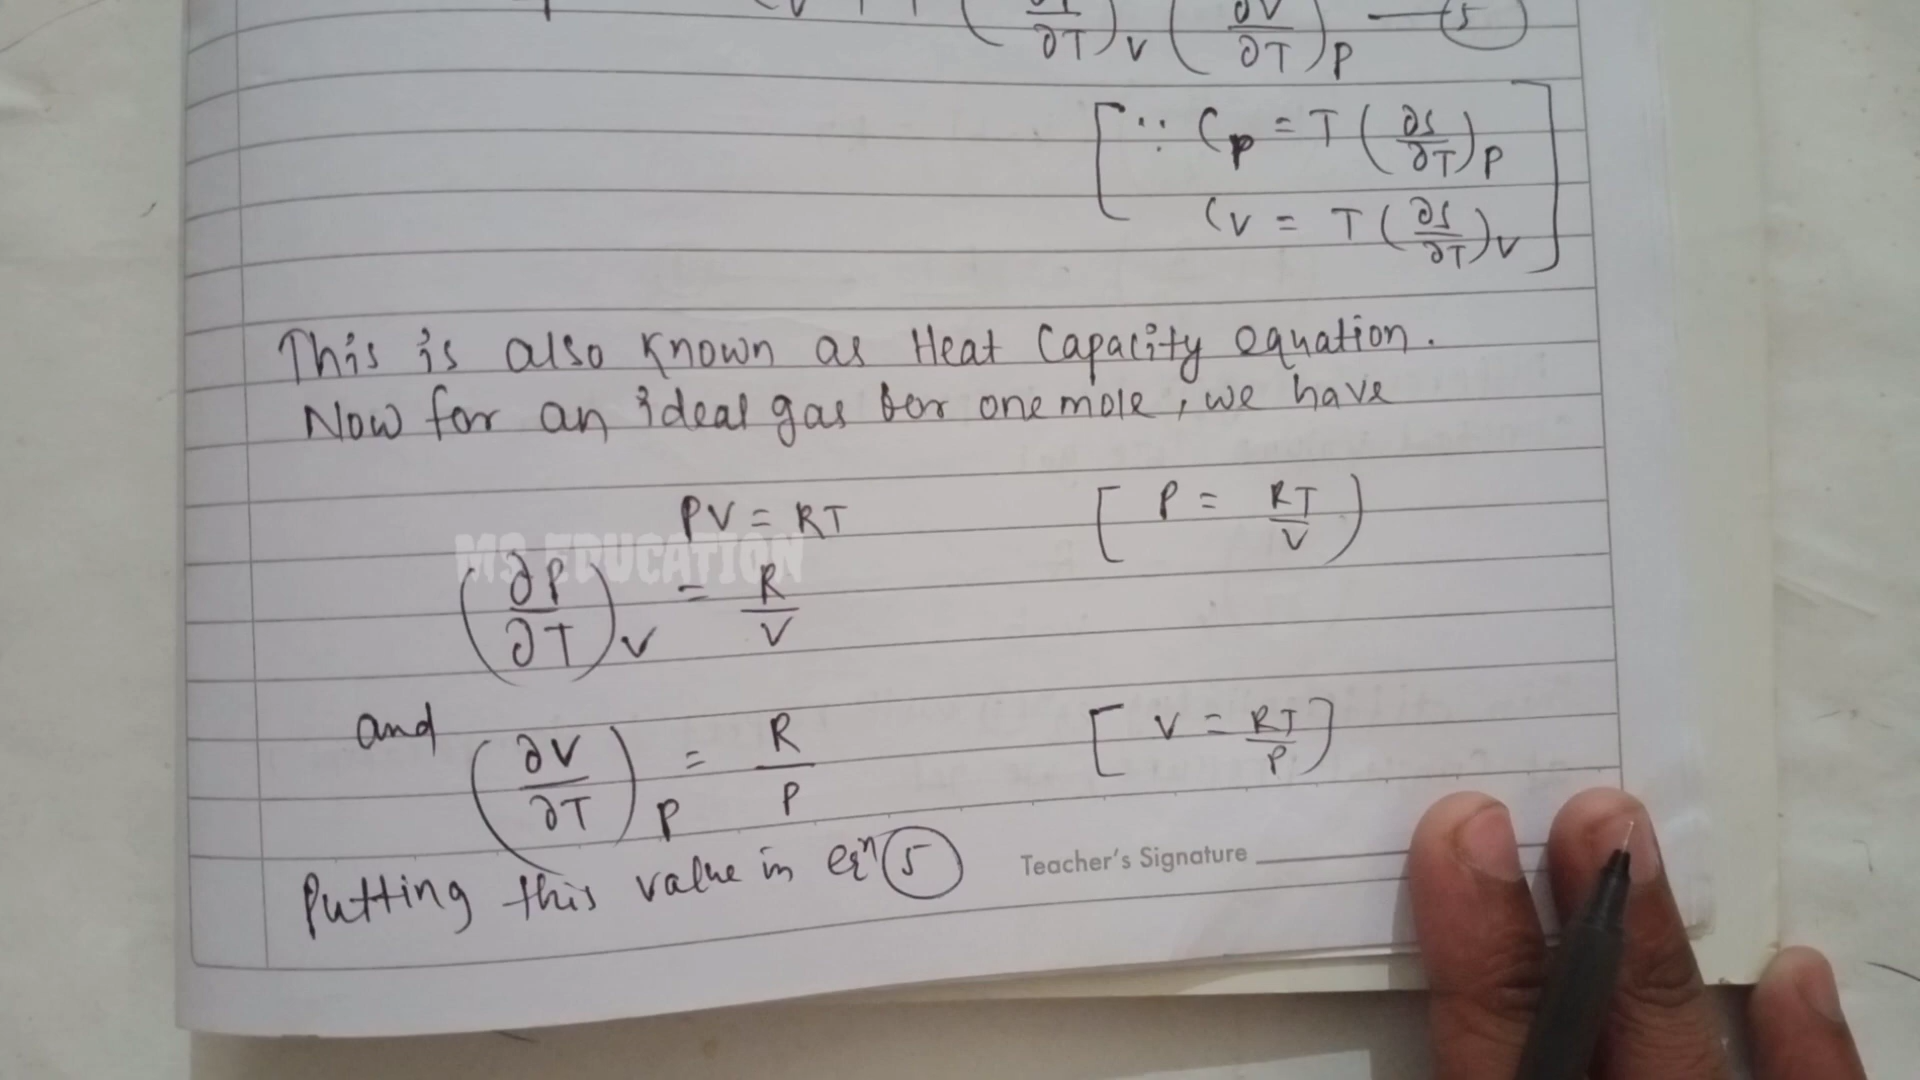 (∂T)V (∂V/∂T)P — 5
[∵ Cp = T (∂S/∂T)P
Cv = T (∂S/∂T)V]
This is also known as Heat Capacity equation.
Now for an ideal gas for one mole, we have
PV = RT [ P = RT/V )
MS EDUCATION
(∂P/∂T)V = R/V
and (∂V/∂T)P = R/P [ V = RT/P ]
Putting this value in eqn 5
Teacher's Signature